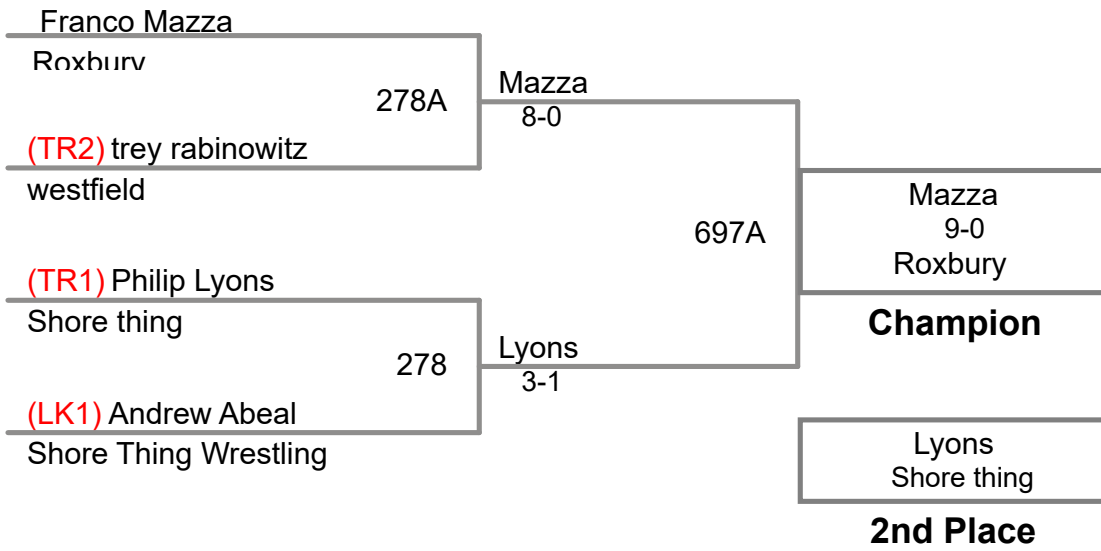 Franco Mazza
Roxbury
278A
(TR2) trey rabinowitz
westfield
Mazza
8-0
(TR1) Philip Lyons
Shore thing
278
(LK1) Andrew Abeal
Shore Thing Wrestling
Lyons
3-1
697A
Mazza
9-0
Roxbury
Champion
Lyons
Shore thing
2nd Place